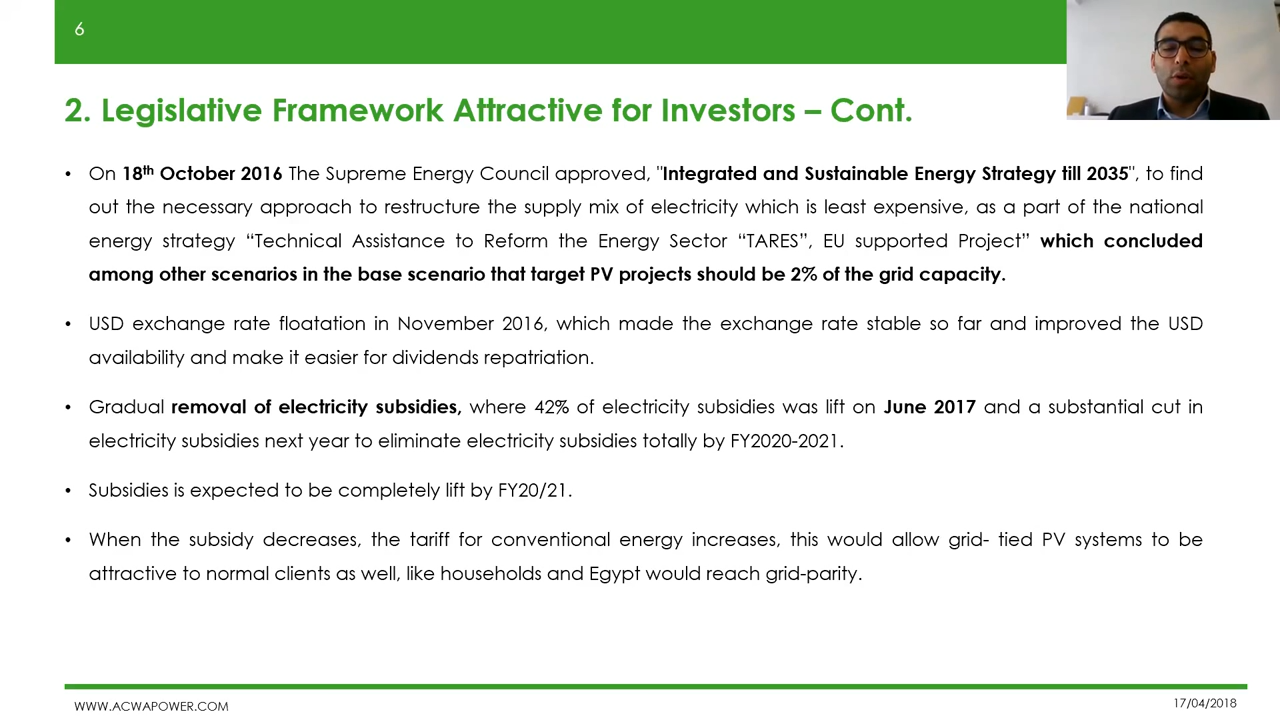 6
2. Legislative Framework Attractive for Investors – Cont.
• On 18th October 2016 The Supreme Energy Council approved, "Integrated and Sustainable Energy Strategy till 2035", to find
out the necessary approach to restructure the supply mix of electricity which is least expensive, as a part of the national
energy strategy “Technical Assistance to Reform the Energy Sector “TARES”, EU supported Project” which concluded
among other scenarios in the base scenario that target PV projects should be 2% of the grid capacity.
• USD exchange rate floatation in November 2016, which made the exchange rate stable so far and improved the USD
availability and make it easier for dividends repatriation.
• Gradual removal of electricity subsidies, where 42% of electricity subsidies was lift on June 2017 and a substantial cut in
electricity subsidies next year to eliminate electricity subsidies totally by FY2020-2021.
• Subsidies is expected to be completely lift by FY20/21.
• When the subsidy decreases, the tariff for conventional energy increases, this would allow grid- tied PV systems to be
attractive to normal clients as well, like households and Egypt would reach grid-parity.
WWW.ACWAPOWER.COM
17/04/2018